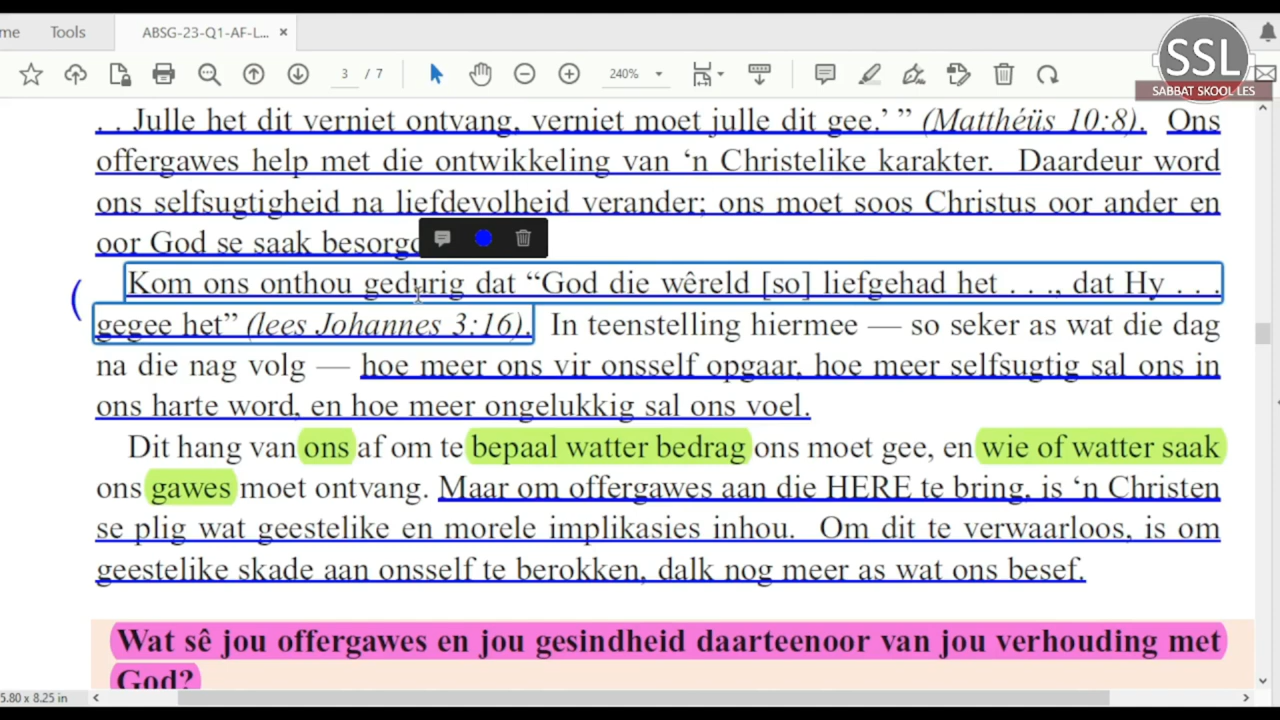 me Tools ABSG-23-Q1-AF-L... ×
SSL
SABBAT SKOOL LES
3 / 7 240%
. . Julle het dit verniet ontvang, verniet moet julle dit gee.’ ” (Matthéüs 10:8). Ons
offergawes help met die ontwikkeling van ‘n Christelike karakter. Daardeur word
ons selfsugtigheid na liefdevolheid verander; ons moet soos Christus oor ander en
oor God se saak besorgd
Kom ons onthou gedurig dat “God die wêreld [so] liefgehad het . . ., dat Hy . . .
gegee het” (lees Johannes 3:16). In teenstelling hiermee — so seker as wat die dag
na die nag volg — hoe meer ons vir onsself opgaar, hoe meer selfsugtig sal ons in
ons harte word, en hoe meer ongelukkig sal ons voel.
Dit hang van ons af om te bepaal watter bedrag ons moet gee, en wie of watter saak
ons gawes moet ontvang. Maar om offergawes aan die HERE te bring, is ‘n Christen
se plig wat geestelike en morele implikasies inhou. Om dit te verwaarloos, is om
geestelike skade aan onsself te berokken, dalk nog meer as wat ons besef.
Wat sê jou offergawes en jou gesindheid daarteenoor van jou verhouding met
God?
5.80 x 8.25 in